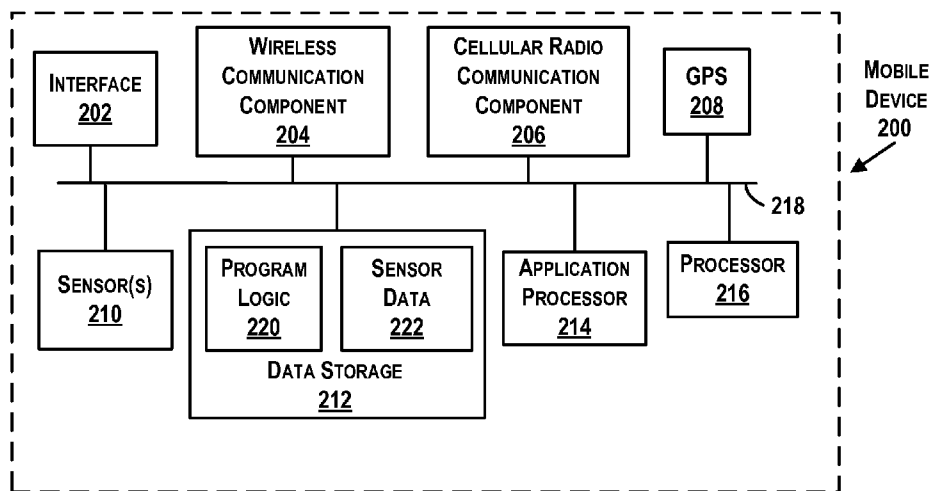 INTERFACE
202
WIRELESS
COMMUNICATION
COMPONENT
204
CELLULAR RADIO
COMMUNICATION
COMPONENT
206
GPS
208
MOBILE
DEVICE
200
218
SENSOR(S)
210
PROGRAM
LOGIC
220
SENSOR
DATA
222
DATA STORAGE
212
APPLICATION
PROCESSOR
214
PROCESSOR
216